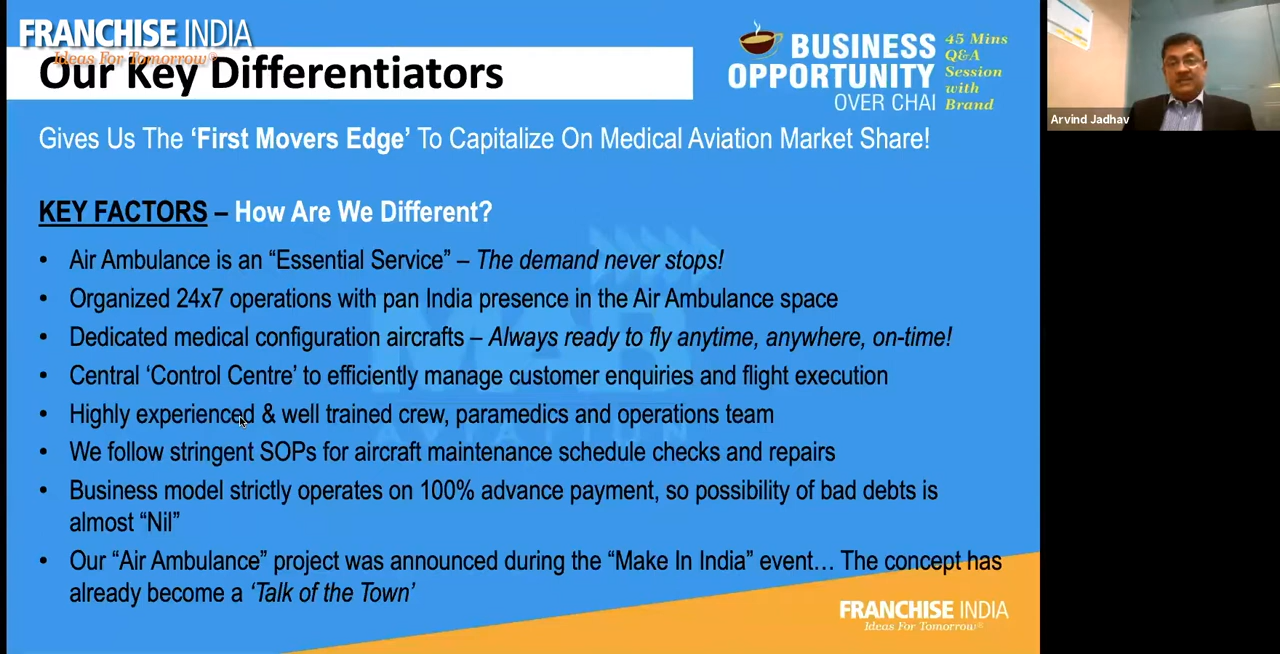 FRANCHISE INDIA
Ideas For Tomorrow®
Our Key Differentiators
BUSINESS
OPPORTUNITY
OVER CHAI
45 Mins
Q&A
Session
with
Brand
Arvind Jadhav
Gives Us The ‘First Movers Edge’ To Capitalize On Medical Aviation Market Share!
KEY FACTORS – How Are We Different?
• Air Ambulance is an “Essential Service” – The demand never stops!
• Organized 24x7 operations with pan India presence in the Air Ambulance space
• Dedicated medical configuration aircrafts – Always ready to fly anytime, anywhere, on-time!
• Central ‘Control Centre’ to efficiently manage customer enquiries and flight execution
• Highly experienced & well trained crew, paramedics and operations team
• We follow stringent SOPs for aircraft maintenance schedule checks and repairs
• Business model strictly operates on 100% advance payment, so possibility of bad debts is
almost “Nil”
• Our “Air Ambulance” project was announced during the “Make In India” event… The concept has
already become a ‘Talk of the Town’
AVIATION
FRANCHISE INDIA
Ideas For Tomorrow®